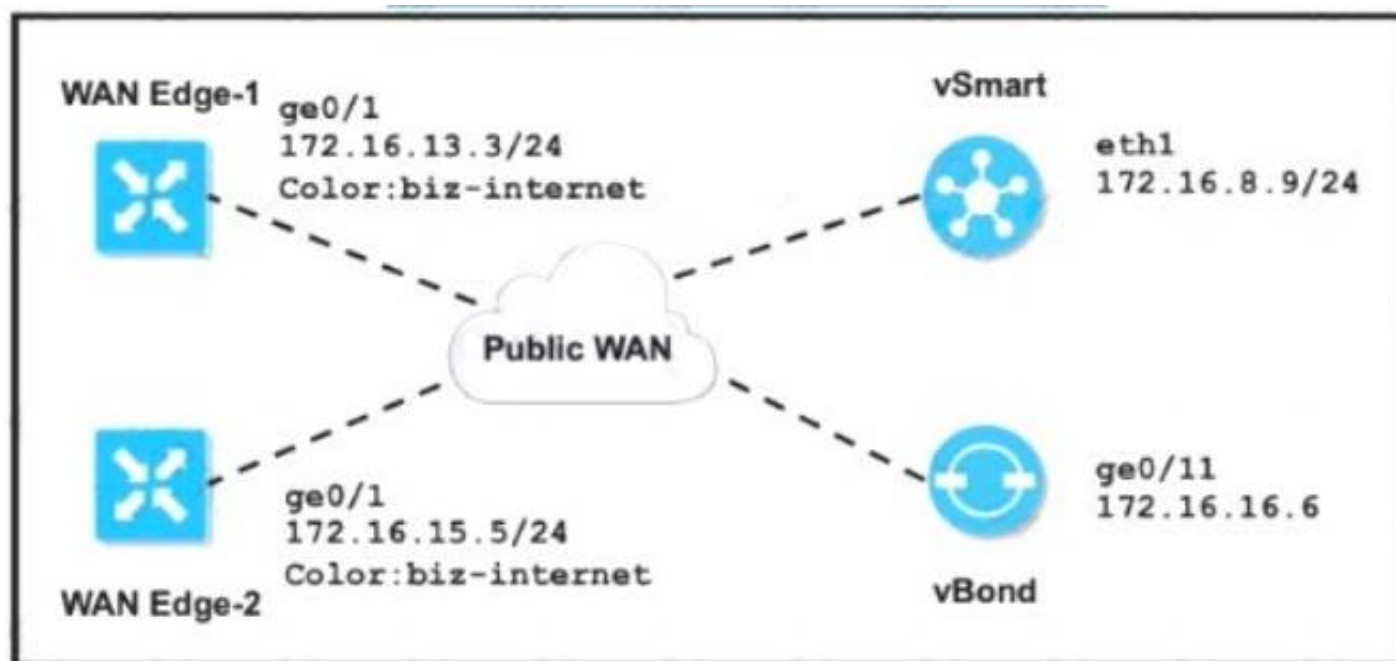 WAN Edge-1
ge0/1
172.16.13.3/24
Color:biz-internet
vSmart
eth1
172.16.8.9/24
Public WAN
ge0/1
172.16.15.5/24
Color:biz-internet
WAN Edge-2
ge0/11
172.16.16.6
vBond